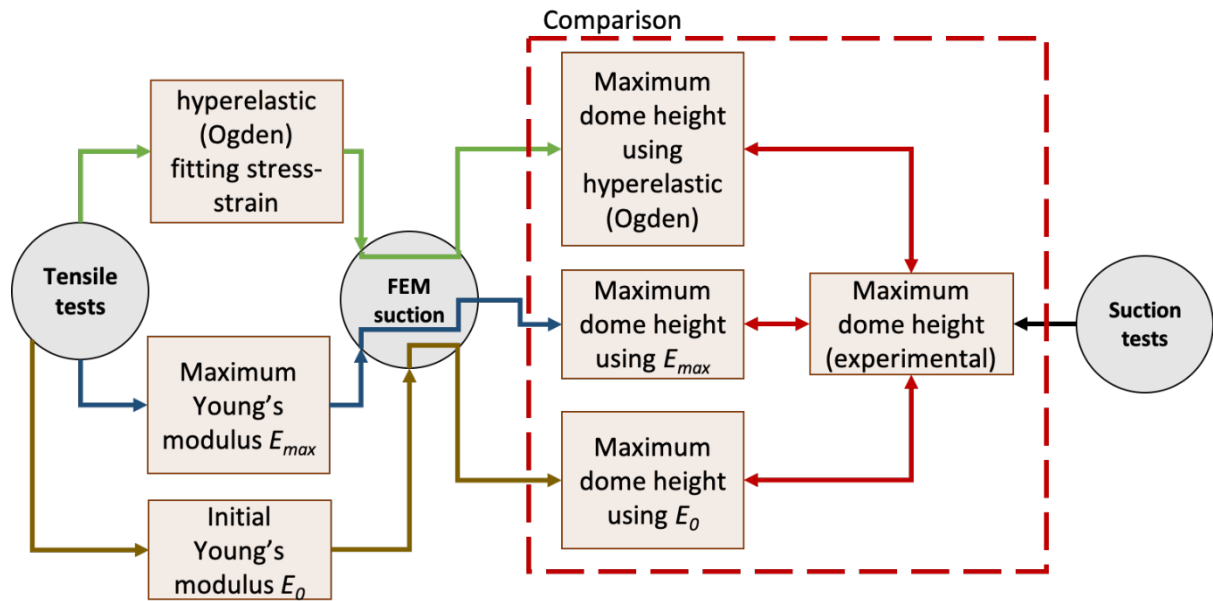 Comparison
hyperelastic
(Ogden)
fitting stress-
strain
Maximum
dome height
using
hyperelastic
(Ogden)
Tensile
tests
FEM
suction
Maximum
dome height
using Emax
Maximum
dome height
(experimental)
Suction
tests
Maximum
Young’s
modulus Emax
Maximum
dome height
using E0
Initial
Young’s
modulus E0